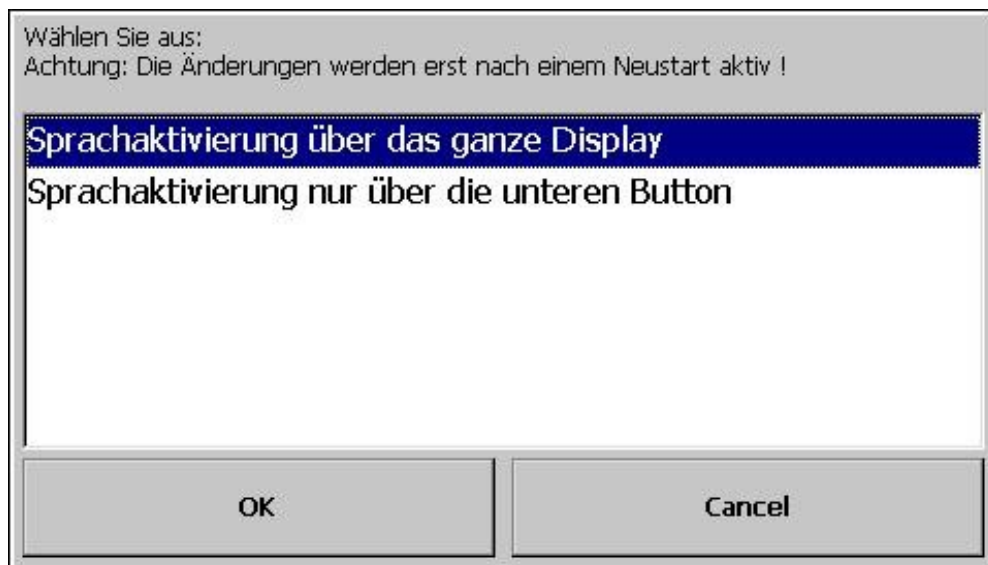 Wählen Sie aus:
Achtung: Die Änderungen werden erst nach einem Neustart aktiv !
Sprachaktivierung über das ganze Display
Sprachaktivierung nur über die unteren Button
OK
Cancel